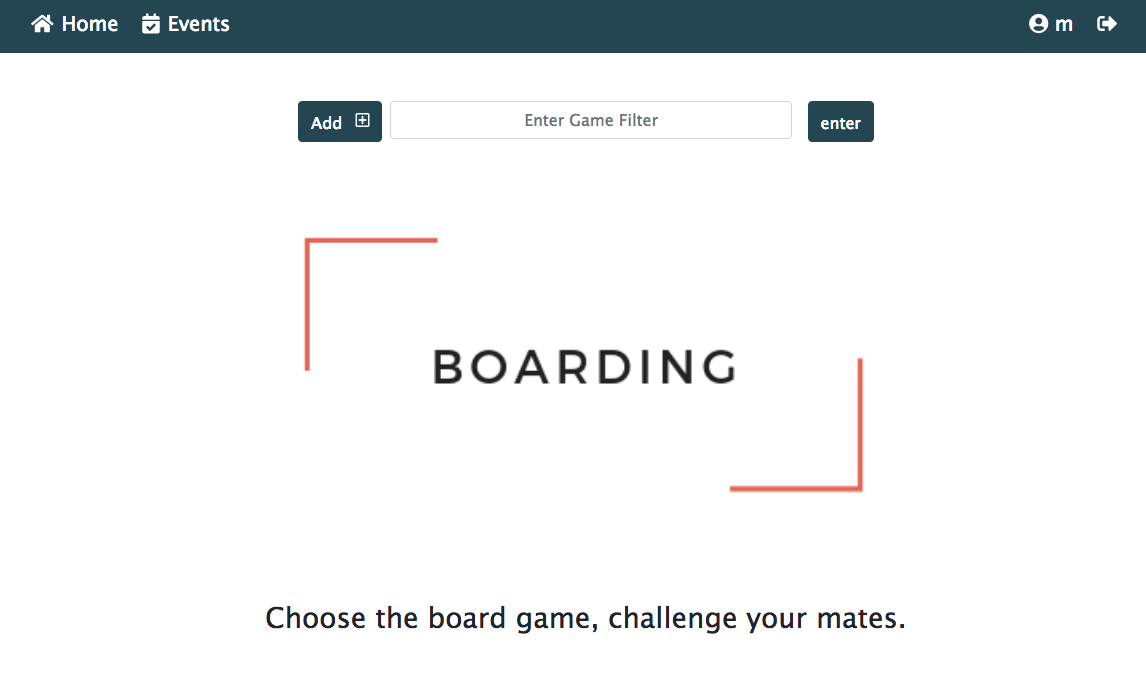 Home Events m
Add Enter Game Filter enter
BOARDING
Choose the board game, challenge your mates.